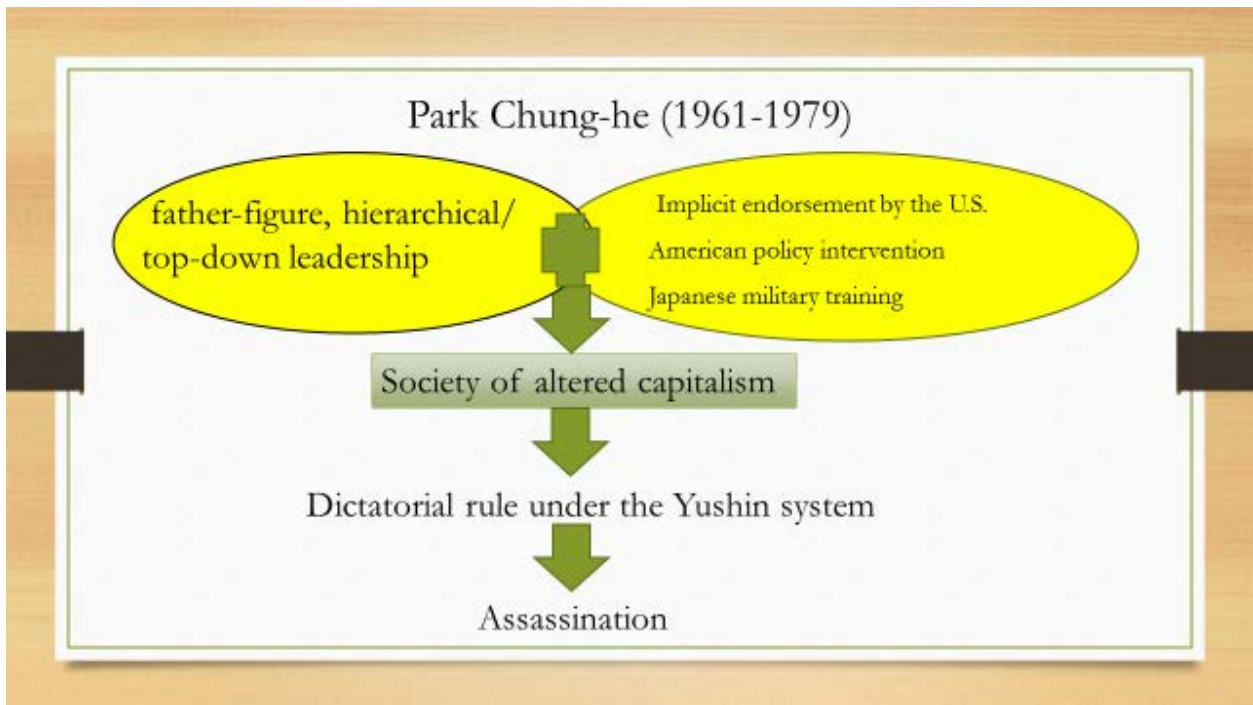 Park Chung-he (1961-1979)
father-figure, hierarchical/
top-down leadership
Implicit endorsement by the U.S.
American policy intervention
Japanese military training
Society of altered capitalism
Dictatorial rule under the Yushin system
Assassination